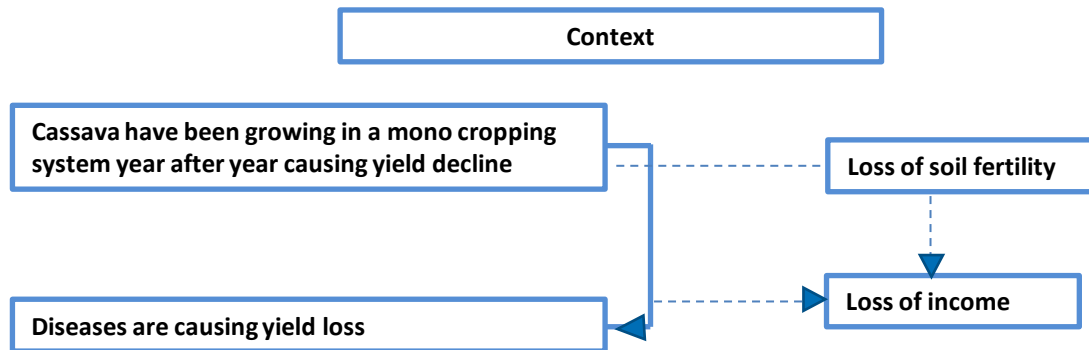 Context
Cassava have been growing in a mono cropping
system year after year causing yield decline
Loss of soil fertility
Loss of income
Diseases are causing yield loss